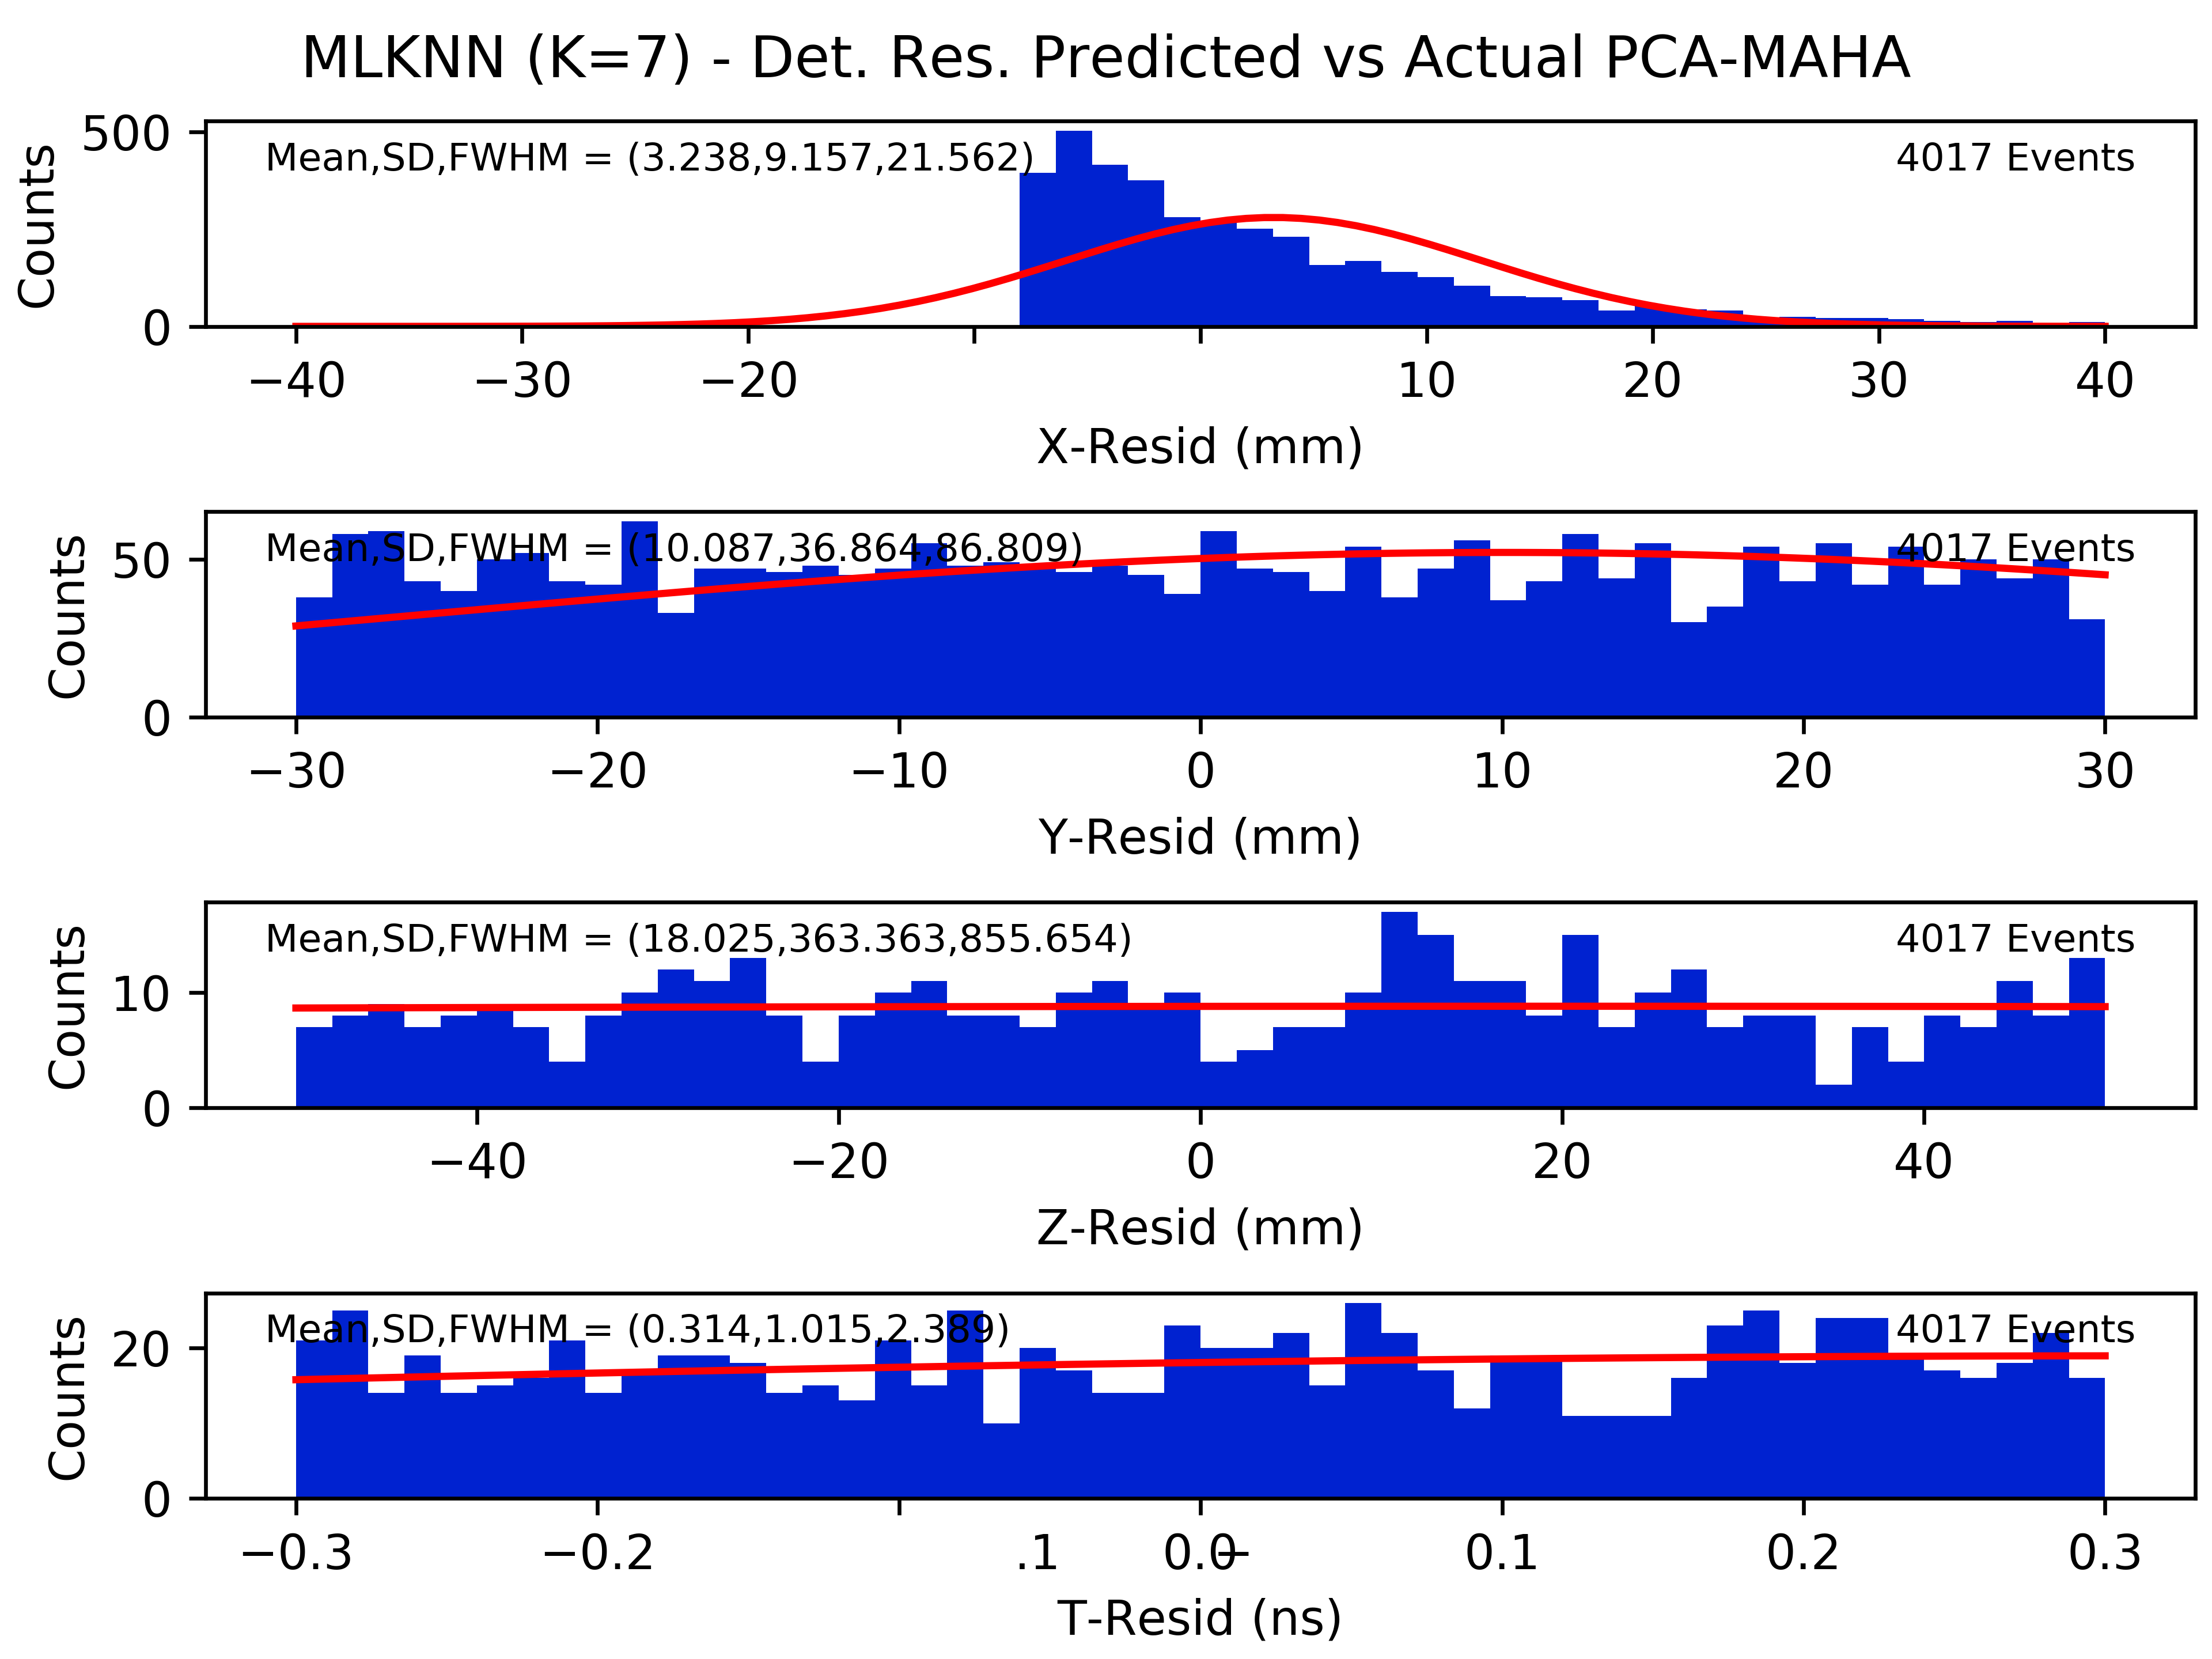 MLKNN (K=7) - Det. Res. Predicted vs Actual PCA-MAHA
500
Mean,SD,FWHM = (3.238,9.157,21.562) 4017 Events
Counts
0
−40 −30 −20 10 20 30 40
X-Resid (mm)
Mean,SD,FWHM = (10.087,36.864,86.809) 4017 Events
50
Counts
0
−30 −20 −10 0 10 20 30
Y-Resid (mm)
Mean,SD,FWHM = (18.025,363.363,855.654) 4017 Events
10
Counts
0
−40 −20 0 20 40
Z-Resid (mm)
Mean,SD,FWHM = (0.314,1.015,2.389) 4017 Events
20
Counts
0
−0.3 −0.2 .1 0.0 − 0.1 0.2 0.3
T-Resid (ns)